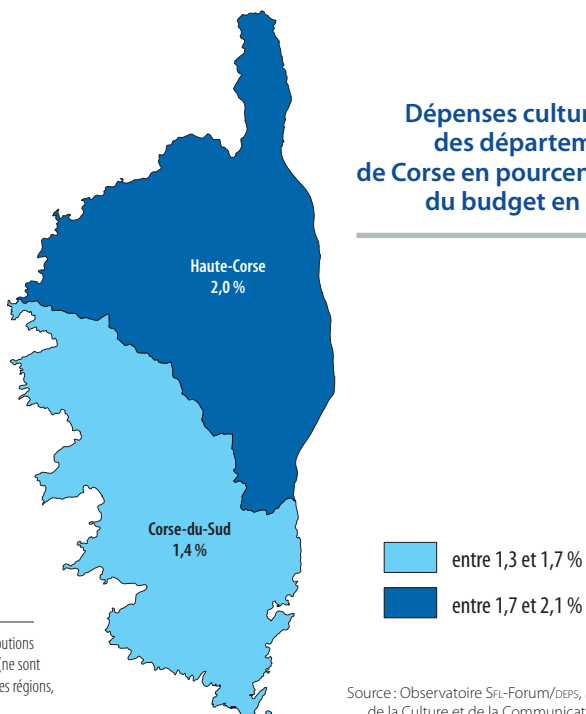 Dépenses cultur
des départem
de Corse en pourcen
du budget en
Haute-Corse
2,0 %
Corse-du-Sud
1,4 %
entre 1,3 et 1,7 %
entre 1,7 et 2,1 %
butions
(ne sont
es régions,
Source : Observatoire SFL-Forum/DEPS,
de la Culture et de la Communicat